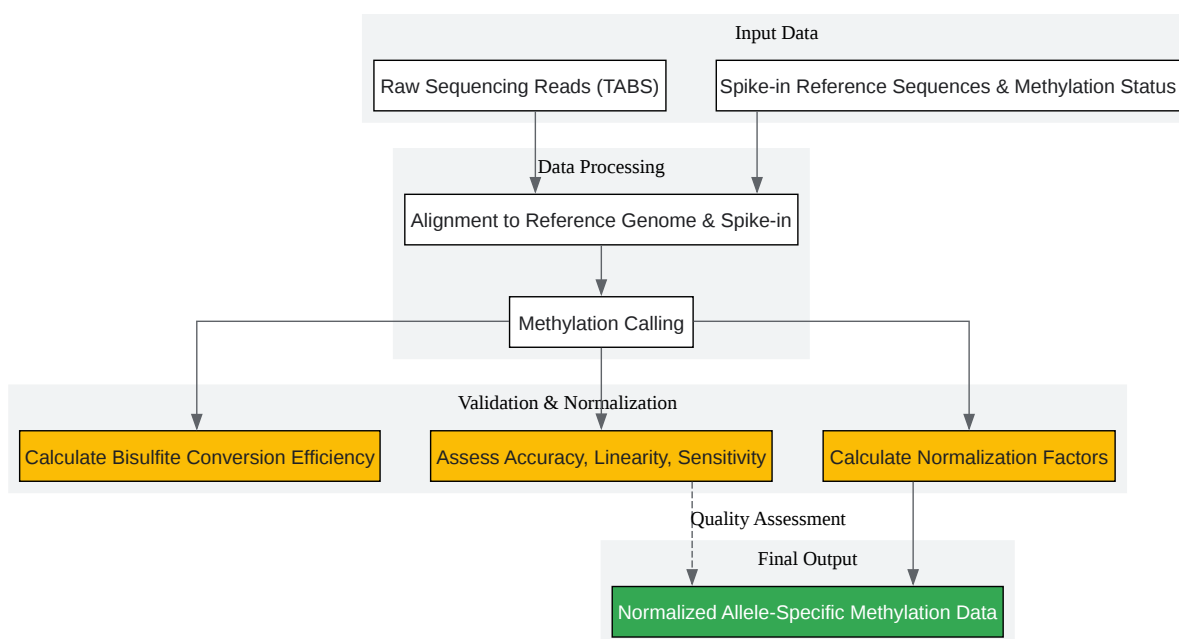 Input Data
Raw Sequencing Reads (TABS)
Spike-in Reference Sequences & Methylation Status
Data Processing
Alignment to Reference Genome & Spike-in
Methylation Calling
Validation & Normalization
Calculate Bisulfite Conversion Efficiency
Assess Accuracy, Linearity, Sensitivity
Calculate Normalization Factors
Quality Assessment
Final Output
Normalized Allele-Specific Methylation Data